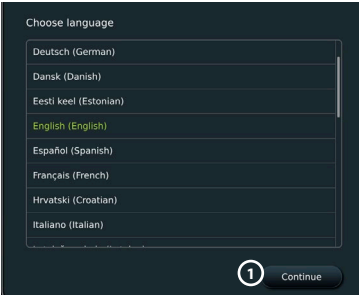 Choose language
Deutsch (German)
Dansk (Danish)
Eesti keel (Estonian)
English (English)
Español (Spanish)
Français (French)
Hrvatski (Croatian)
Italiano (Italian)
1 Continue